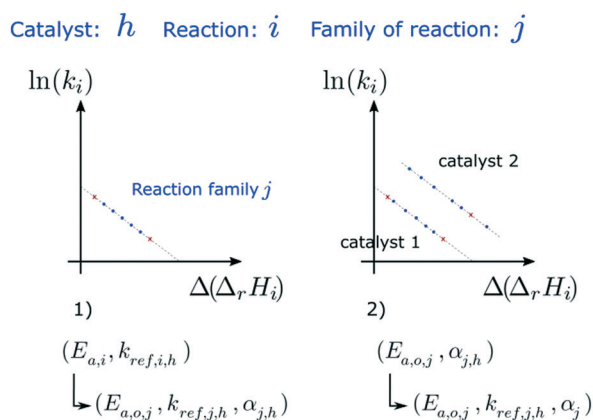 Catalyst: h Reaction: i Family of reaction: j
ln(k_i)
Reaction family j
Δ(Δ_r H_i)
1)
(E_{a,i}, k_{ref,i,h})
(E_{a,o,j}, k_{ref,j,h}, α_{j,h})
ln(k_i)
catalyst 2
catalyst 1
Δ(Δ_r H_i)
2)
(E_{a,o,j}, α_{j,h})
(E_{a,o,j}, k_{ref,j,h}, α_j)